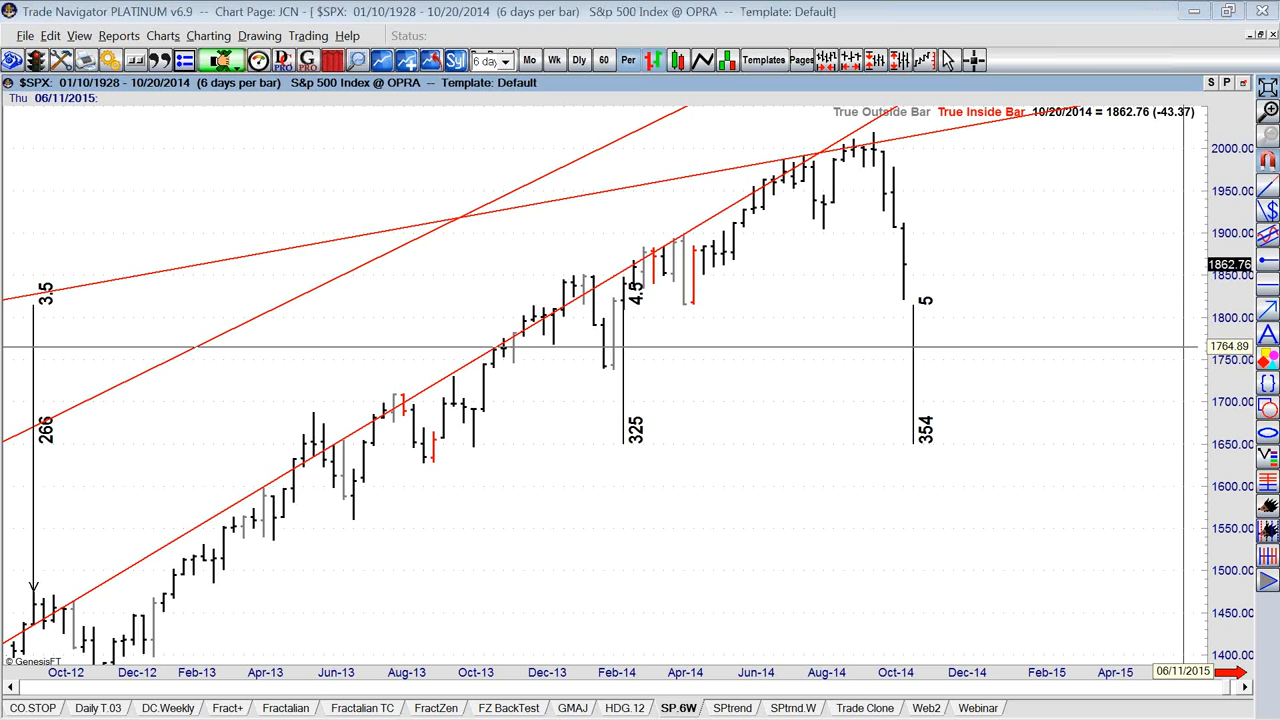 Trade Navigator PLATINUM v6.9 -- Chart Page: JCN - [ $SPX: 01/10/1928 - 10/20/2014 (6 days per bar) S&p 500 Index @ OPRA -- Template: Default]
File Edit View Reports Charts Charting Drawing Trading Help Status:
DC PRO G PRO Sy 6 day Mo Wk Dly 60 Per Templates Pages
$SPX: 01/10/1928 - 10/20/2014 (6 days per bar) S&p 500 Index @ OPRA -- Template: Default S P
Thu 06/11/2015:
True Outside Bar True Inside Bar 10/20/2014 = 1862.76 (-43.37)
2000.00
1950.00
1900.00
1862.76
1850.00
3.5 4.5 5
1800.00
1764.89
1750.00
1700.00
266 325 354
1650.00
1600.00
1550.00
1500.00
1450.00
1400.00
© GenesisFT
Oct-12 Dec-12 Feb-13 Apr-13 Jun-13 Aug-13 Oct-13 Dec-13 Feb-14 Apr-14 Jun-14 Aug-14 Oct-14 Dec-14 Feb-15 Apr-15 06/11/2015
CO.STOP Daily T.03 DC.Weekly Fract+ Fractalian Fractalian TC FractZen FZ BackTest GMAJ HDG.12 SP.6W SPtrend SPtrnd.W Trade Clone Web2 Webinar